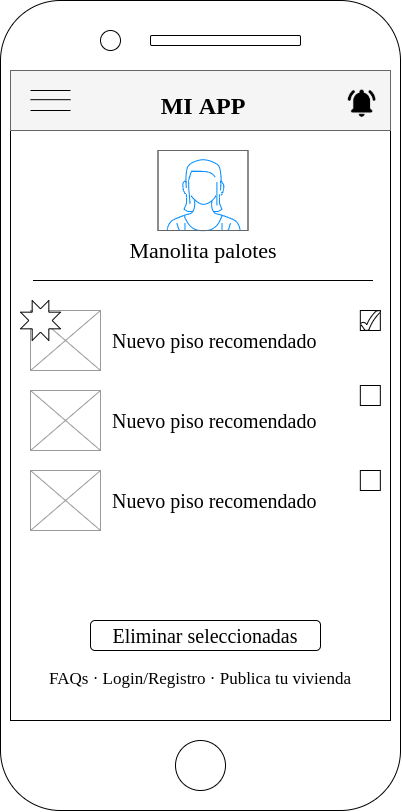 MI APP
Manolita palotes
Nuevo piso recomendado
Nuevo piso recomendado
Nuevo piso recomendado
Eliminar seleccionadas
FAQs · Login/Registro · Publica tu vivienda